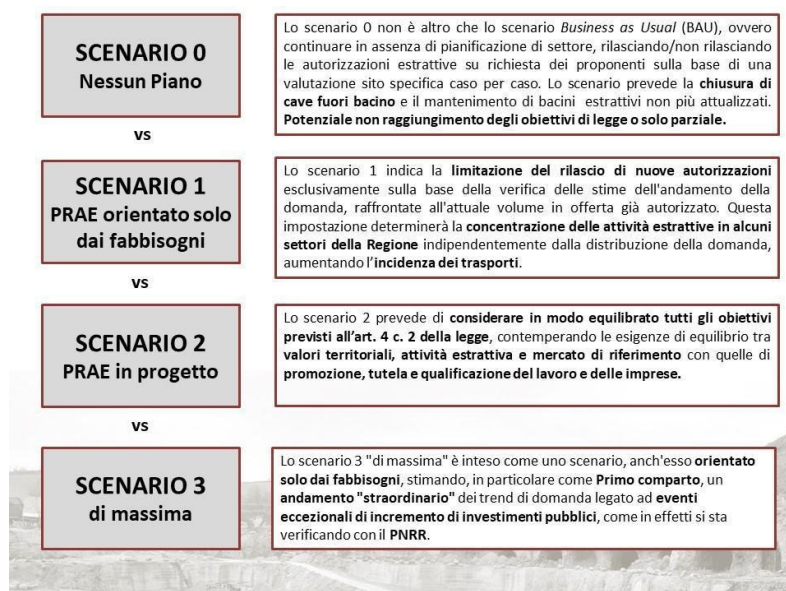 SCENARIO 0
Nessun Piano
Lo scenario 0 non è altro che lo scenario Business as Usual (BAU), ovvero
continuare in assenza di pianificazione di settore, rilasciando/non rilasciando
le autorizzazioni estrattive su richiesta dei proponenti sulla base di una
valutazione sito specifica caso per caso. Lo scenario prevede la chiusura di
cave fuori bacino e il mantenimento di bacini estrattivi non più attualizzati.
Potenziale non raggiungimento degli obiettivi di legge o solo parziale.
vs
SCENARIO 1
PRAE orientato solo
dai fabbisogni
Lo scenario 1 indica la limitazione del rilascio di nuove autorizzazioni
esclusivamente sulla base della verifica delle stime dell'andamento della
domanda, raffrontate all'attuale volume in offerta già autorizzato. Questa
impostazione determinerà la concentrazione delle attività estrattive in alcuni
settori della Regione indipendentemente dalla distribuzione della domanda,
aumentando l'incidenza dei trasporti.
vs
SCENARIO 2
PRAE in progetto
Lo scenario 2 prevede di considerare in modo equilibrato tutti gli obiettivi
previsti all'art. 4 c. 2 della legge, contemperando le esigenze di equilibrio tra
valori territoriali, attività estrattiva e mercato di riferimento con quelle di
promozione, tutela e qualificazione del lavoro e delle imprese.
vs
SCENARIO 3
di massima
Lo scenario 3 "di massima" è inteso come uno scenario, anch'esso orientato
solo dai fabbisogni, stimando, in particolare come Primo comparto, un
andamento "straordinario" dei trend di domanda legato ad eventi
eccezionali di incremento di investimenti pubblici, come in effetti si sta
verificando con il PNRR.